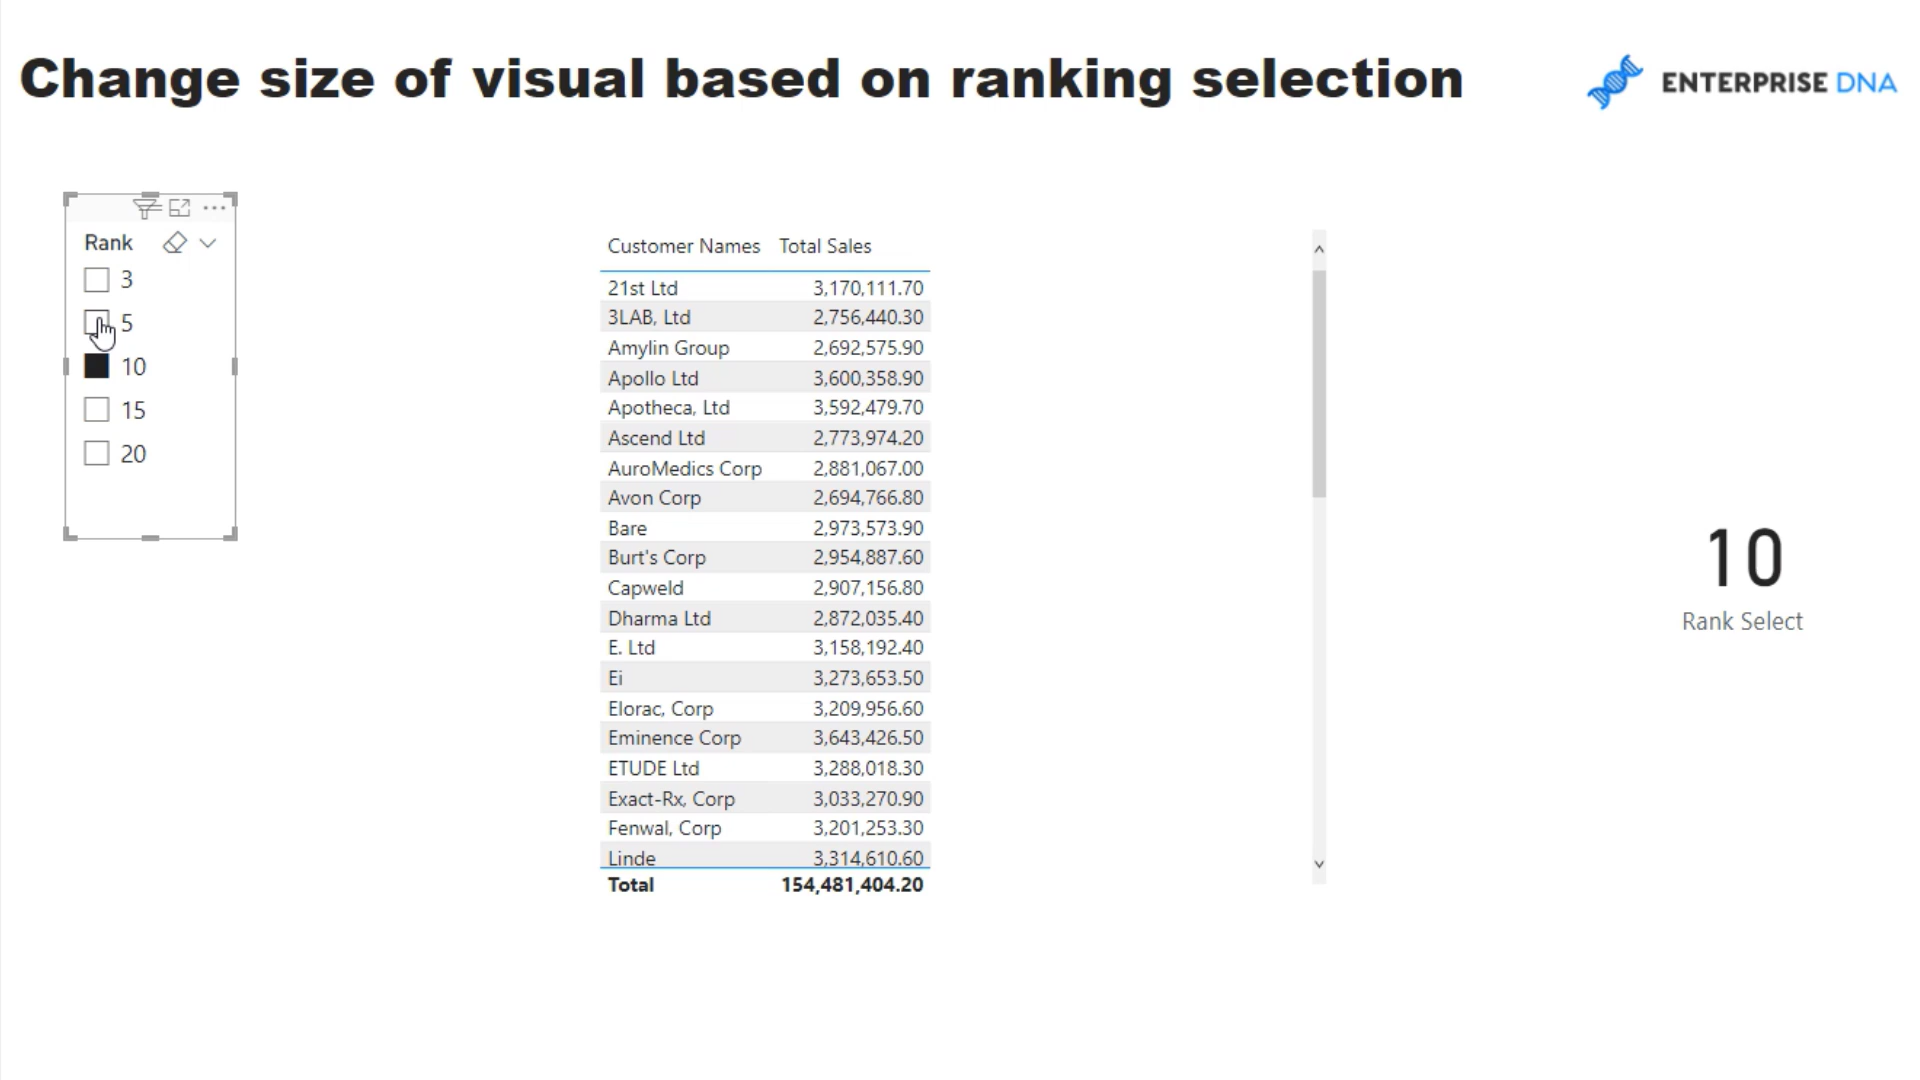 Change size of visual based on ranking selection
ENTERPRISE DNA
Rank
3
5
10
15
20
Customer Names Total Sales
21st Ltd 3,170,111.70
3LAB, Ltd 2,756,440.30
Amylin Group 2,692,575.90
Apollo Ltd 3,600,358.90
Apotheca, Ltd 3,592,479.70
Ascend Ltd 2,773,974.20
AuroMedics Corp 2,881,067.00
Avon Corp 2,694,766.80
Bare 2,973,573.90
Burt's Corp 2,954,887.60
Capweld 2,907,156.80
Dharma Ltd 2,872,035.40
E. Ltd 3,158,192.40
Ei 3,273,653.50
Elorac, Corp 3,209,956.60
Eminence Corp 3,643,426.50
ETUDE Ltd 3,288,018.30
Exact-Rx, Corp 3,033,270.90
Fenwal, Corp 3,201,253.30
Linde 3,314,610.60
Total 154,481,404.20
10
Rank Select